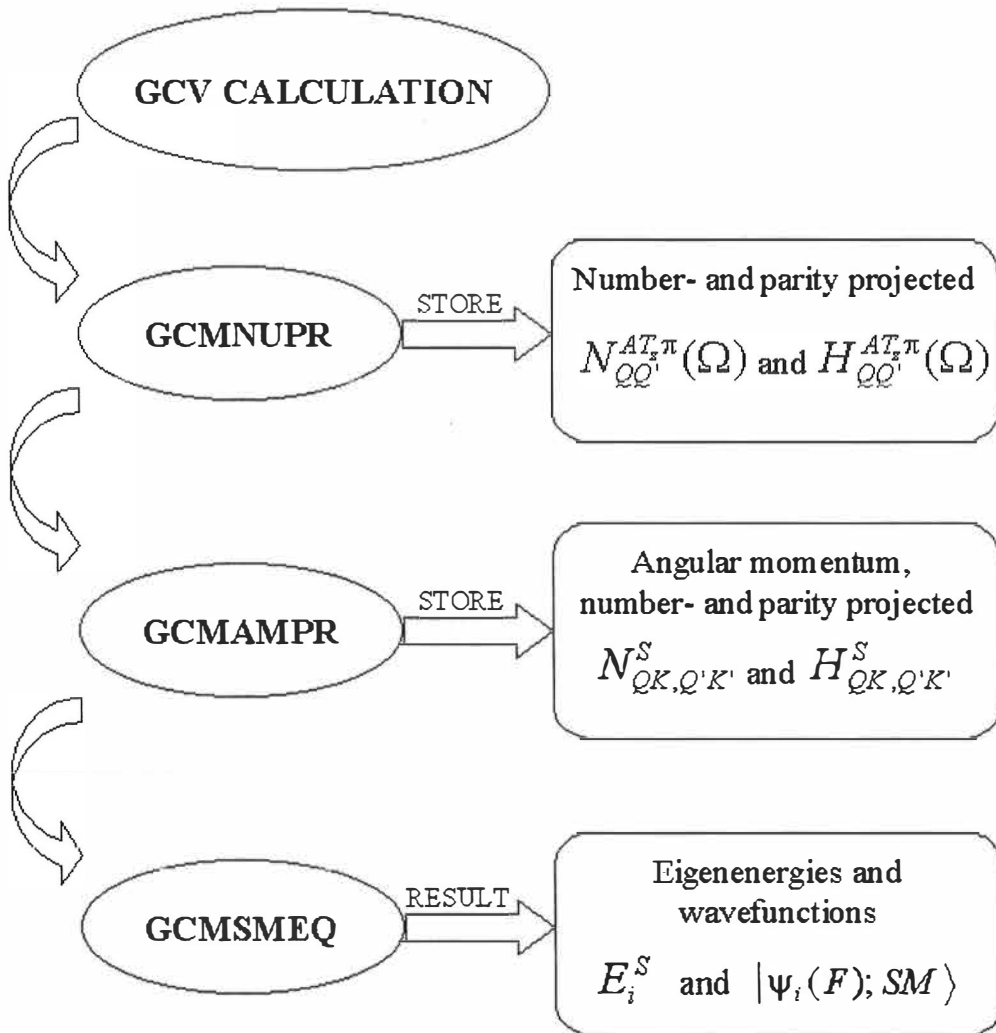 GCV CALCULATION
GCMNUPR
STORE
Number- and parity projected
N_{QQ'}^{AT_zπ}(Ω) and H_{QQ'}^{AT_zπ}(Ω)
GCMAMPR
STORE
Angular momentum,
number- and parity projected
N_{QK,Q'K'}^{S} and H_{QK,Q'K'}^{S}
GCMSMEQ
RESULT
Eigenenergies and
wavefunctions
E_i^S and |ψ_i(F); SM⟩